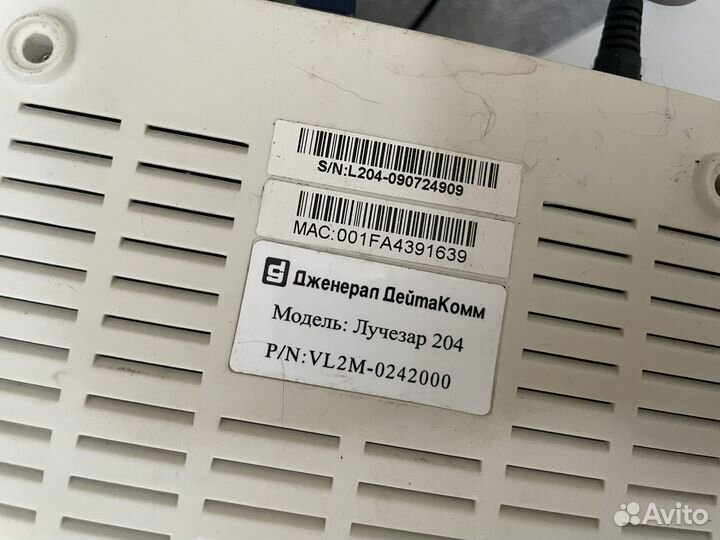 S/N:L204-090724909
MAC:001FA4391639
Дженерал ДейтаКомм
Модель: Лучезар 204
P/N:VL2M-0242000
Avito